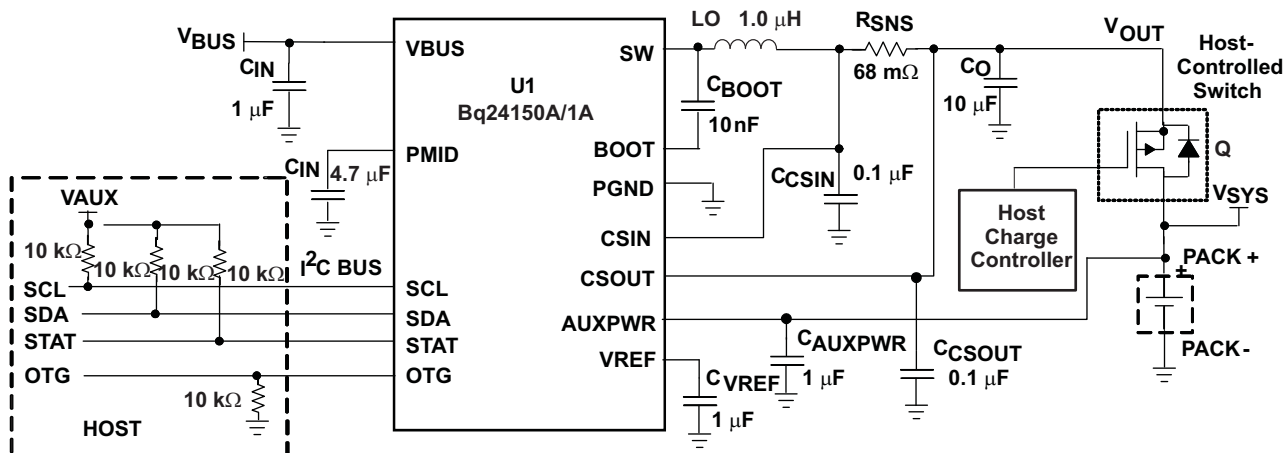 LO 1.0 μH
RSNS
68 mΩ
VOUT
Host-
Controlled
Switch
VBUS
CIN
1 μF
VBUS
U1
Bq24150A/1A
SW
CBOOT
10nF
CO
10 μF
BOOT
Q
PMID
CIN
4.7 μF
PGND
CCSIN
0.1 μF
VAUX
CSIN
Host
Charge
Controller
VSYS
10 kΩ
10 kΩ
10 kΩ
I²C BUS
CSOUT
PACK +
+
SCL
SCL
SDA
SDA
AUXPWR
STAT
STAT
VREF
CAUXPWR
1 μF
CCSOUT
0.1 μF
PACK-
OTG
OTG
CVREF
1 μF
10 kΩ
HOST